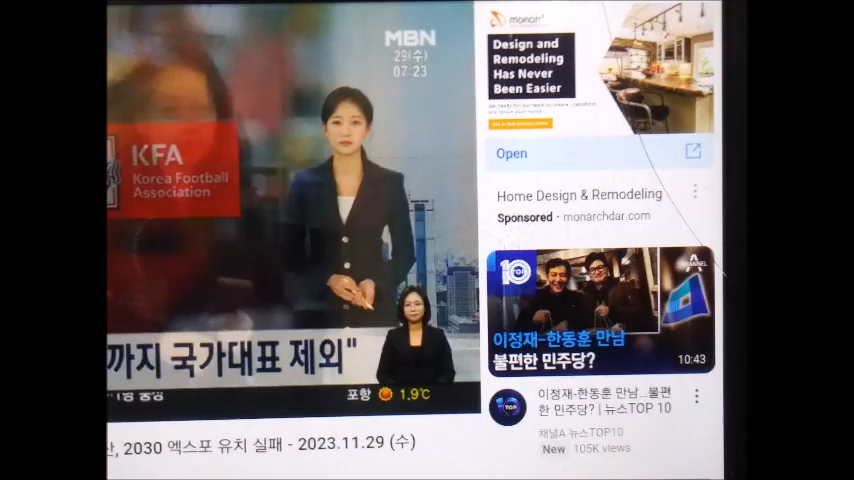 MBN
29(수)
07:23
KFA
Korea Football
Association
까지 국가대표 제외"
포항 1.9℃
2030 엑스포 유치 실패 - 2023.11.29 (수)
monarch
Design and
Remodeling
Has Never
Been Easier
Open
Home Design & Remodeling
Sponsored · monarchdar.com
10
TOP
CHANNEL
이정재-한동훈 만남
불편한 민주당?
10:43
이정재-한동훈 만남...불편
한 민주당? | 뉴스TOP 10
채널A 뉴스TOP10
New 105K views